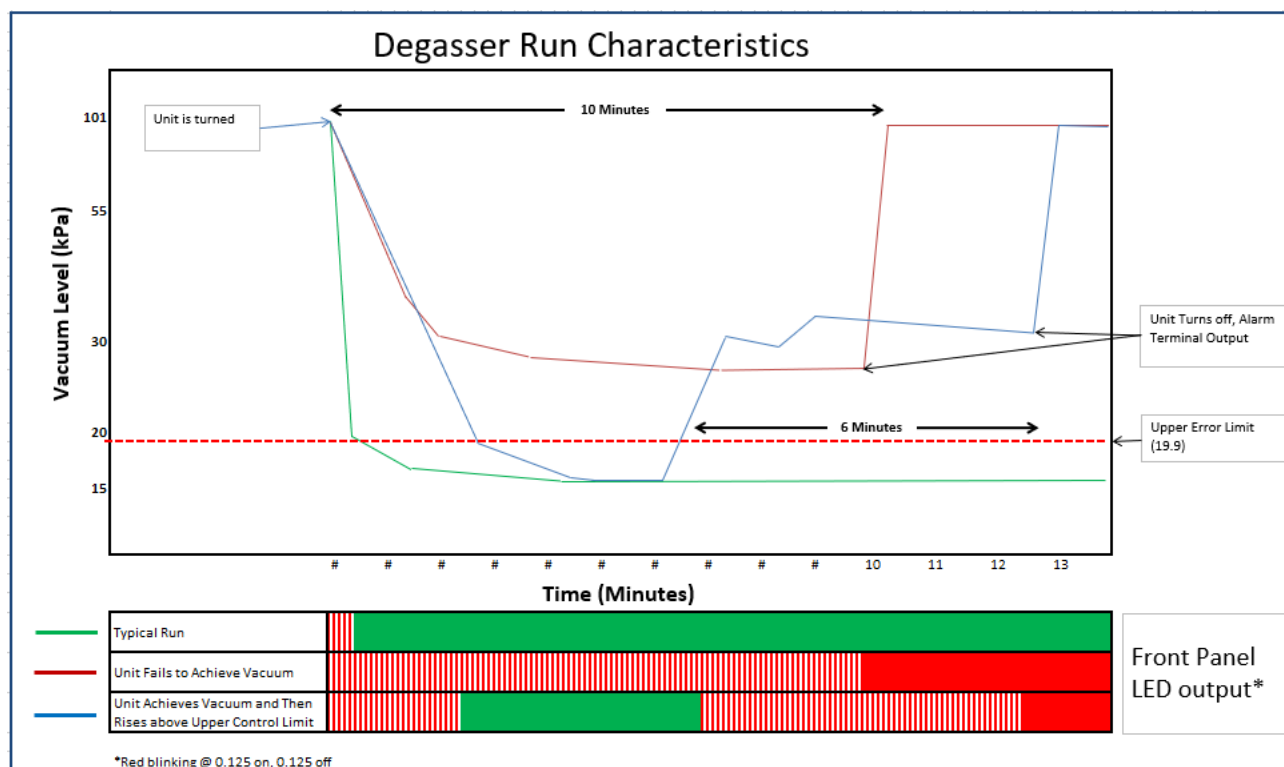 Degasser Run Characteristics
Unit is turned
10 Minutes
101
55
30
20
15
Vacuum Level (kPa)
Unit Turns off, Alarm
Terminal Output
6 Minutes
Upper Error Limit
(19.9)
# # # # # # # # # # 10 11 12 13
Time (Minutes)
Typical Run
Unit Fails to Achieve Vacuum
Unit Achieves Vacuum and Then
Rises above Upper Control Limit
Front Panel
LED output*
*Red blinking @ 0.125 on, 0.125 off